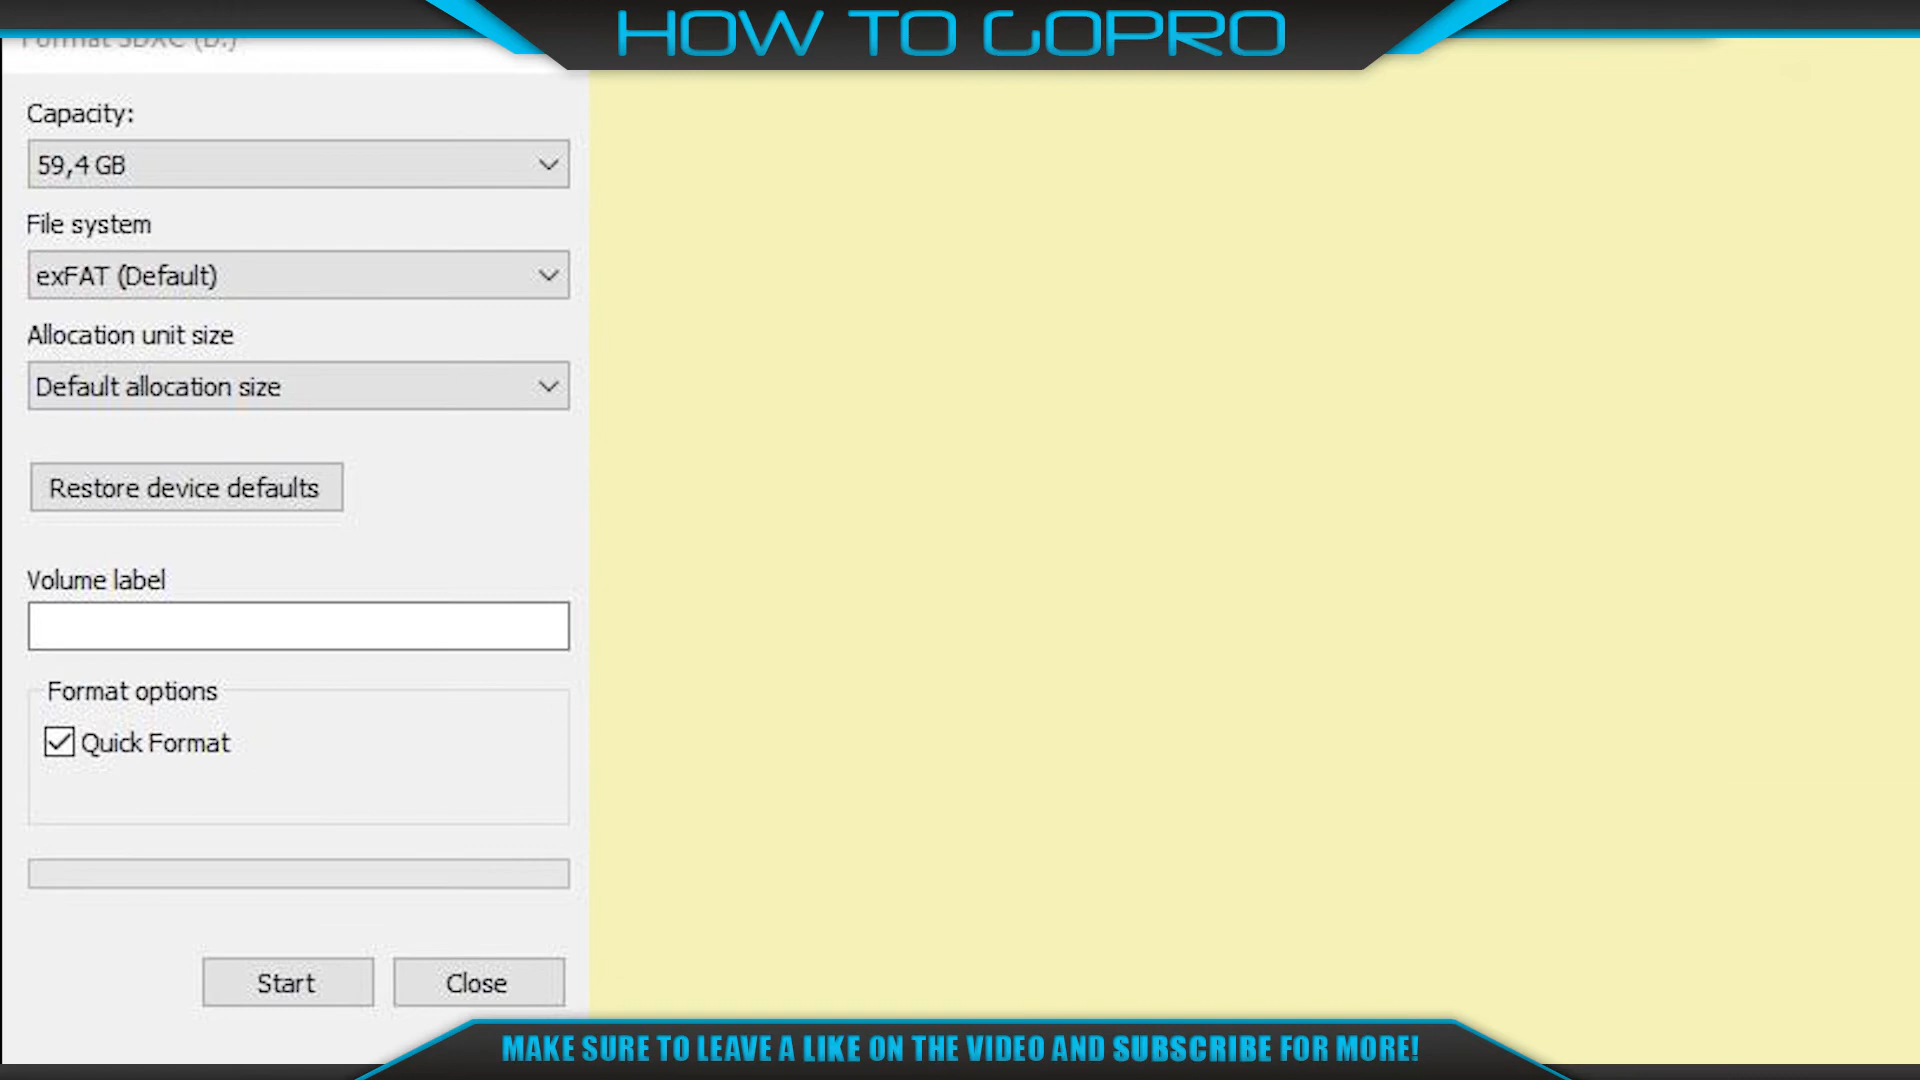 HOW TO GOPRO
Format SDXC (D:)
Capacity:
59,4 GB
File system
exFAT (Default)
Allocation unit size
Default allocation size
Restore device defaults
Volume label
Format options
Quick Format
Start
Close
MAKE SURE TO LEAVE A LIKE ON THE VIDEO AND SUBSCRIBE FOR MORE!